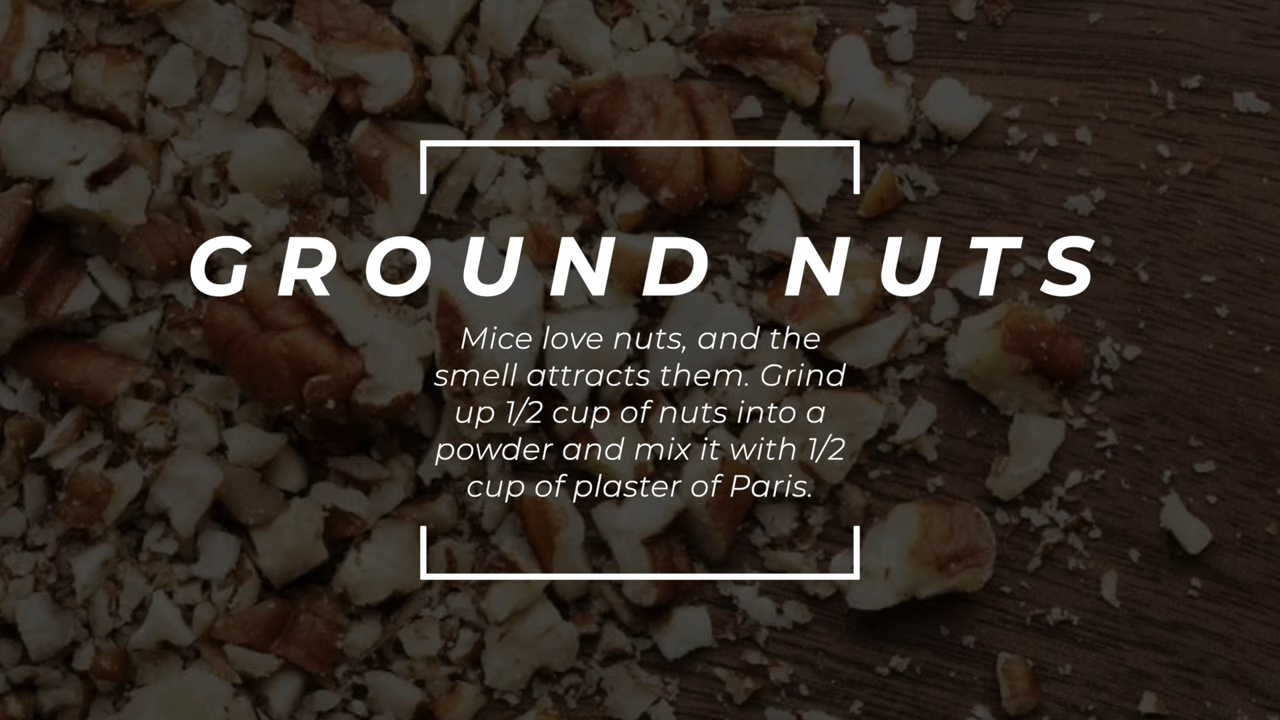 GROUND NUTS
Mice love nuts, and the
smell attracts them. Grind
up 1/2 cup of nuts into a
powder and mix it with 1/2
cup of plaster of Paris.